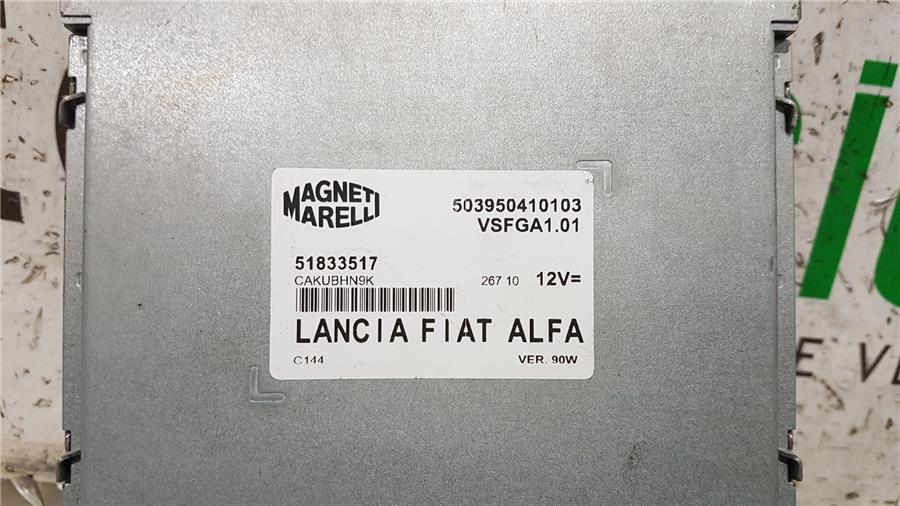 MAGNETI
MARELLI
503950410103
VSFGA1.01
51833517
CAKUBHN9K
267 10 12V=
LANCIA FIAT ALFA
C144
VER. 90W